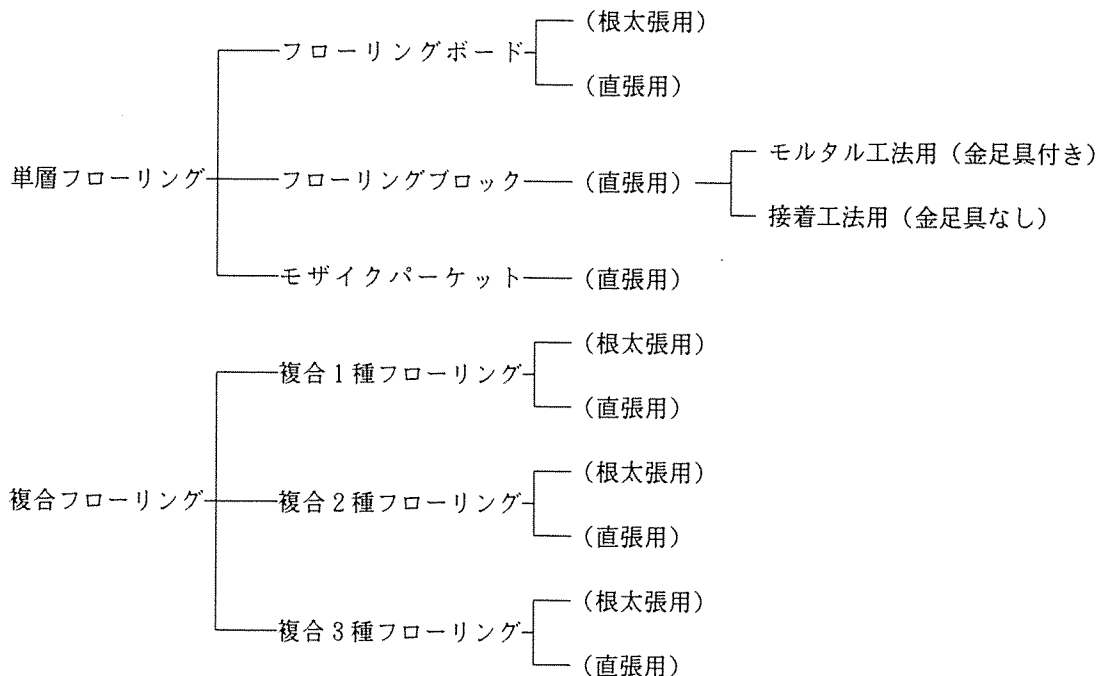 (根太張用)
フローリングボード
(直張用)
モルタル工法用(金足具付き)
単層フローリング
フローリングブロック
(直張用)
接着工法用(金足具なし)
モザイクパーケット
(直張用)
(根太張用)
複合1種フローリング
(直張用)
(根太張用)
複合フローリング
複合2種フローリング
(直張用)
(根太張用)
複合3種フローリング
(直張用)